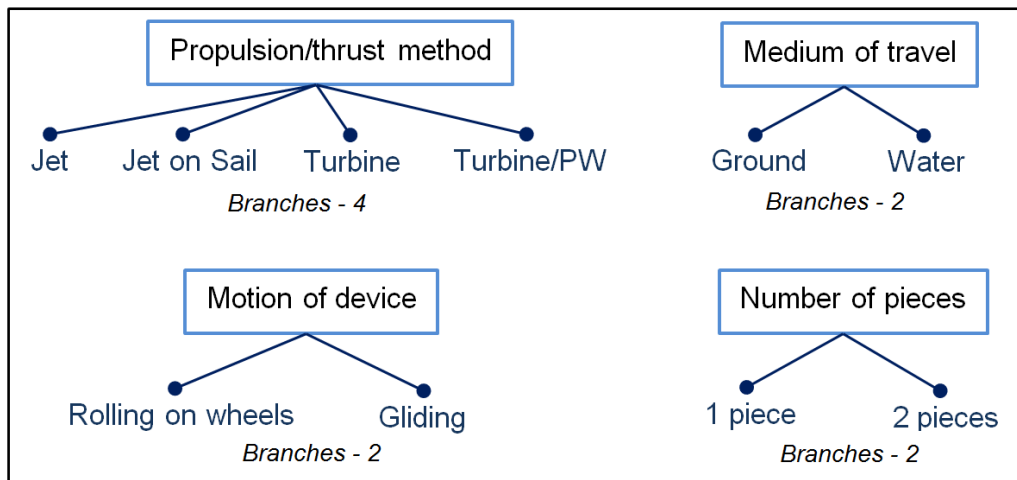 Propulsion/thrust method
Jet
Jet on Sail
Turbine
Turbine/PW
Branches - 4
Medium of travel
Ground
Water
Branches - 2
Motion of device
Rolling on wheels
Gliding
Branches - 2
Number of pieces
1 piece
2 pieces
Branches - 2